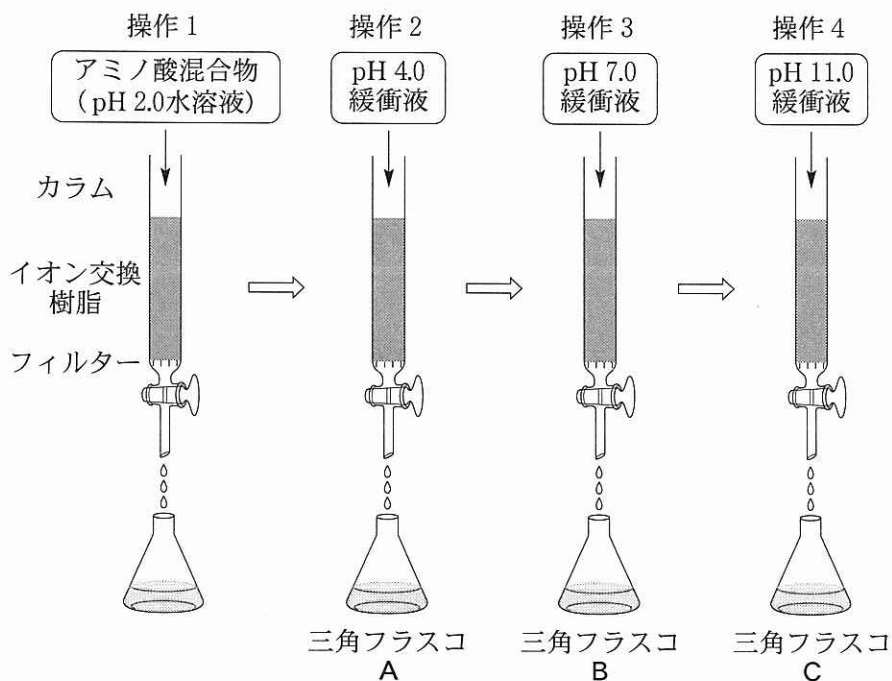 操作1
アミノ酸混合物
(pH 2.0水溶液)
操作2
pH 4.0
緩衝液
操作3
pH 7.0
緩衝液
操作4
pH 11.0
緩衝液
カラム
イオン交換
樹脂
フィルター
三角フラスコ
A
三角フラスコ
B
三角フラスコ
C